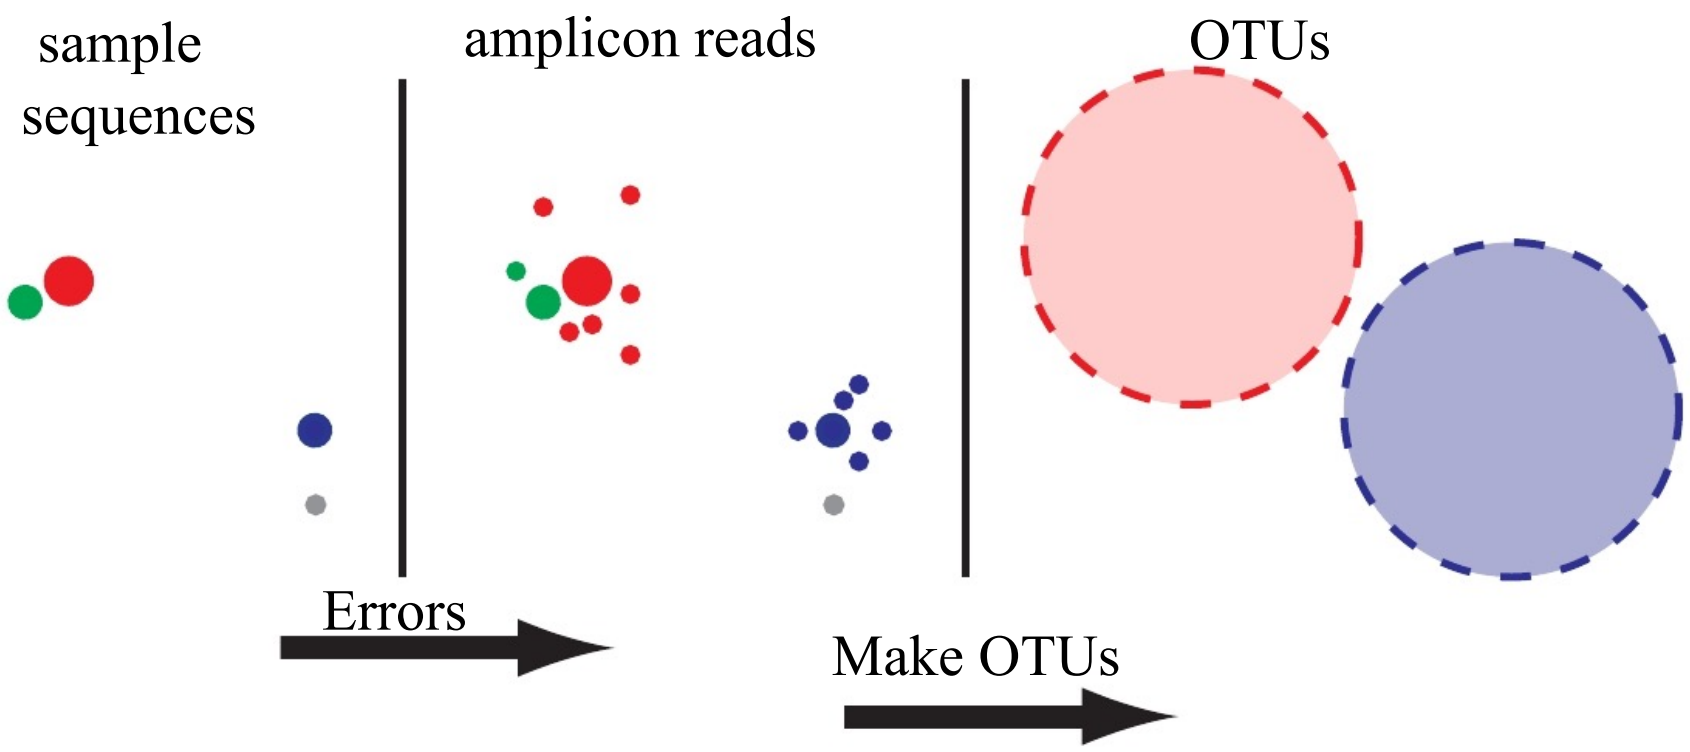 sample
sequences
amplicon reads
OTUs
Errors
Make OTUs